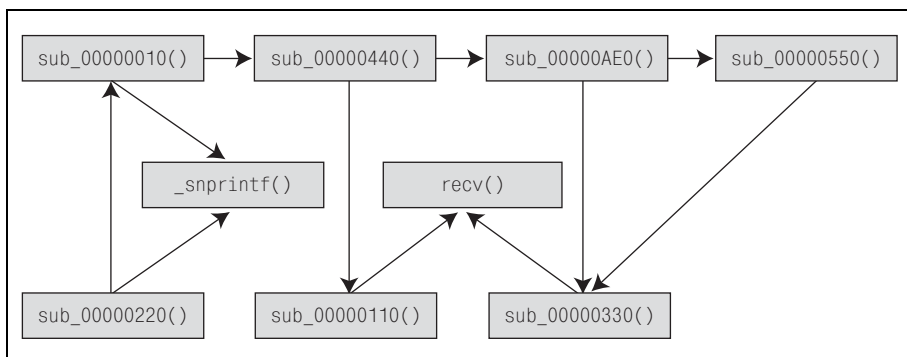 sub_00000010()
sub_00000440()
sub_00000AE0()
sub_00000550()
_snprintf()
recv()
sub_00000220()
sub_00000110()
sub_00000330()